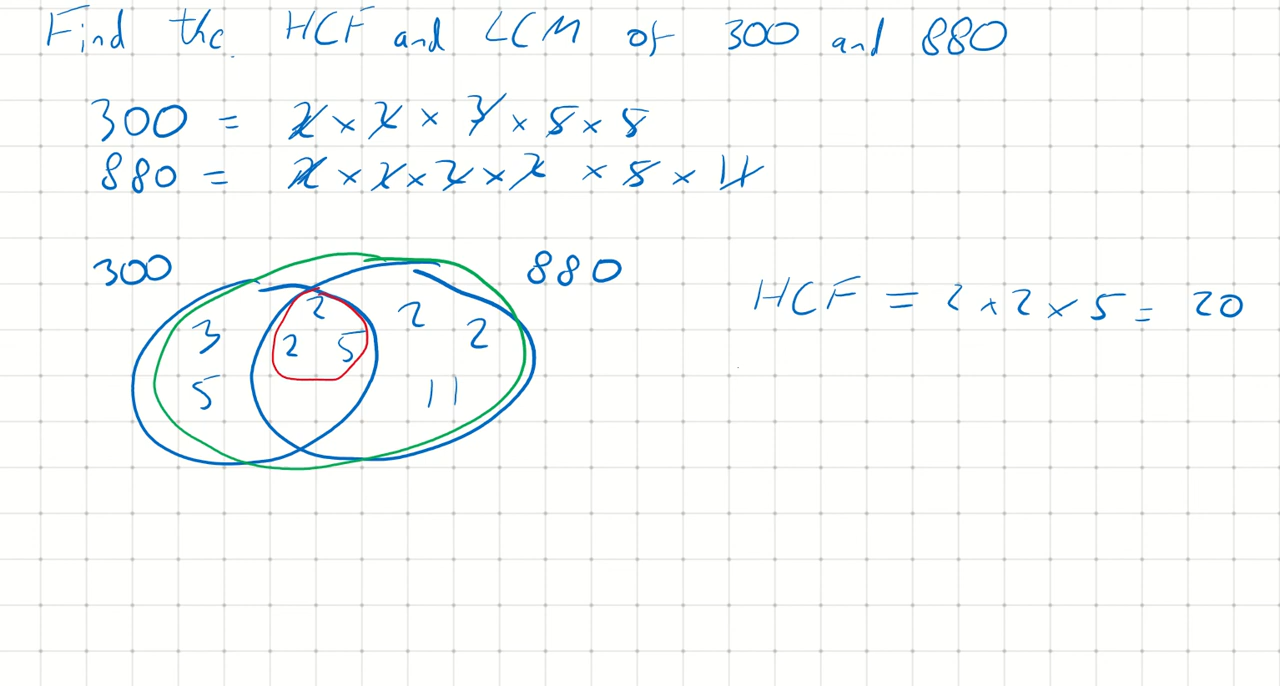 Find the HCF and LCM of 300 and 880
300 = 2 × 2 × 3 × 5 × 5
880 = 2 × 2 × 2 × 2 × 5 × 11
300 880
HCF = 2 × 2 × 5 = 20
2 2
3 2
2 5
5 11